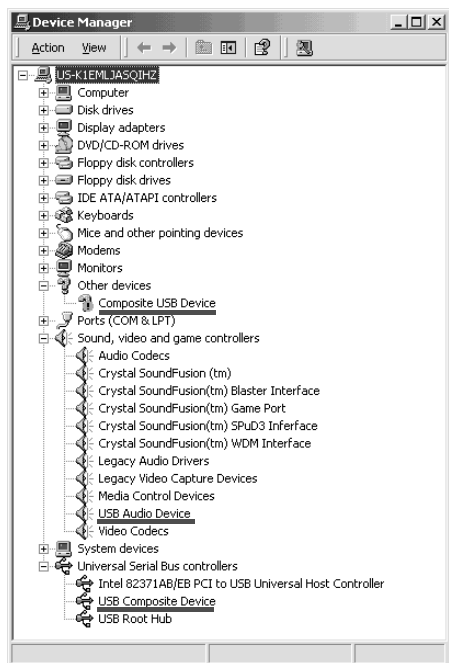 Device Manager
Action View
US-K1EMLJASQIHZ
Computer
Disk drives
Display adapters
DVD/CD-ROM drives
Floppy disk controllers
Floppy disk drives
IDE ATA/ATAPI controllers
Keyboards
Mice and other pointing devices
Modems
Monitors
Other devices
Composite USB Device
Ports (COM & LPT)
Sound, video and game controllers
Audio Codecs
Crystal SoundFusion (tm)
Crystal SoundFusion(tm) Blaster Interface
Crystal SoundFusion(tm) Game Port
Crystal SoundFusion(tm) SPuD3 Inferface
Crystal SoundFusion(tm) WDM Interface
Legacy Audio Drivers
Legacy Video Capture Devices
Media Control Devices
USB Audio Device
Video Codecs
System devices
Universal Serial Bus controllers
Intel 82371AB/EB PCI to USB Universal Host Controller
USB Composite Device
USB Root Hub